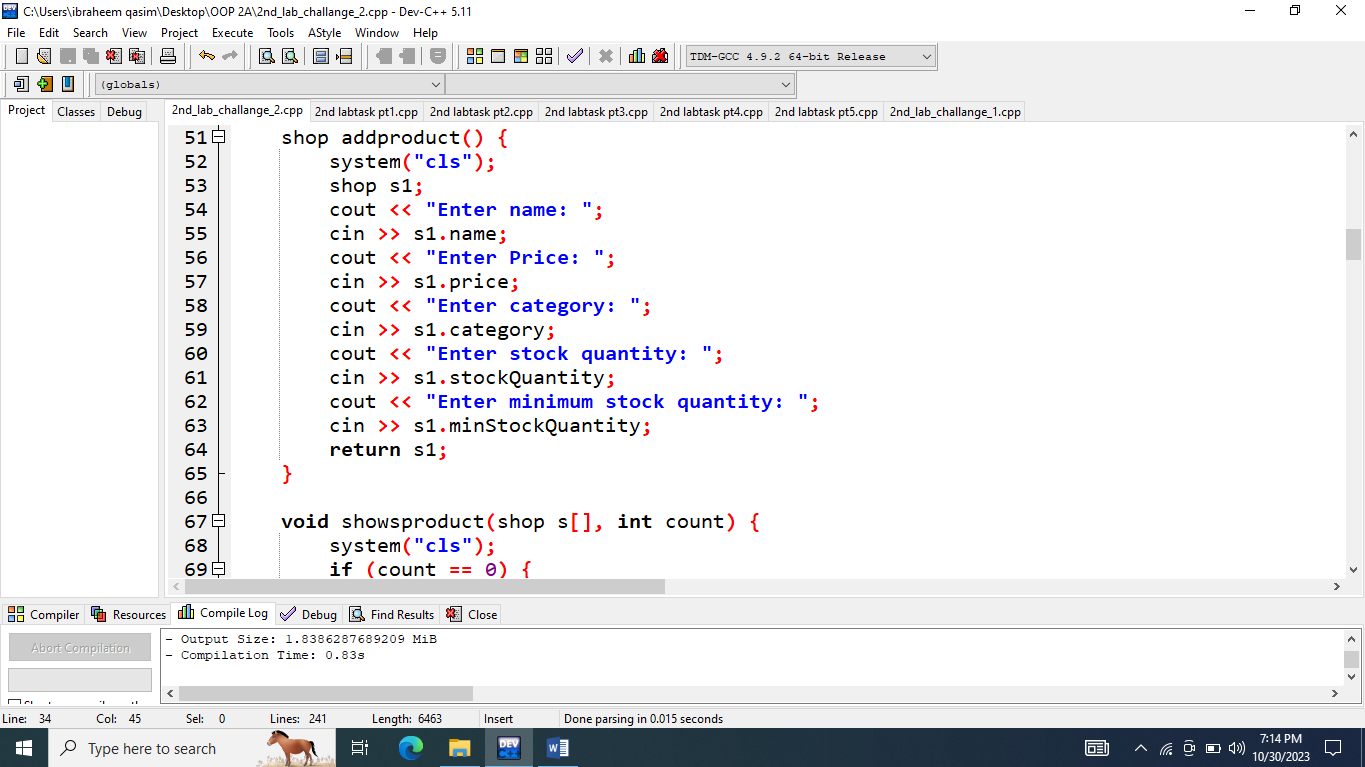 C:\Users\ibraheem qasim\Desktop\OOP 2A\2nd_lab_challange_2.cpp - Dev-C++ 5.11
File Edit Search View Project Execute Tools AStyle Window Help
TDM-GCC 4.9.2 64-bit Release
(globals)
Project Classes Debug 2nd_lab_challange_2.cpp 2nd labtask pt1.cpp 2nd labtask pt2.cpp 2nd labtask pt3.cpp 2nd labtask pt4.cpp 2nd labtask pt5.cpp 2nd_lab_challange_1.cpp
51 shop addproduct() {
52 system("cls");
53 shop s1;
54 cout << "Enter name: ";
55 cin >> s1.name;
56 cout << "Enter Price: ";
57 cin >> s1.price;
58 cout << "Enter category: ";
59 cin >> s1.category;
60 cout << "Enter stock quantity: ";
61 cin >> s1.stockQuantity;
62 cout << "Enter minimum stock quantity: ";
63 cin >> s1.minStockQuantity;
64 return s1;
65 }
66
67 void showsproduct(shop s[], int count) {
68 system("cls");
69 if (count == 0) {
Compiler Resources Compile Log Debug Find Results Close
Abort Compilation
- Output Size: 1.8386287689209 MiB
- Compilation Time: 0.83s
Line: 34 Col: 45 Sel: 0 Lines: 241 Length: 6463 Insert Done parsing in 0.015 seconds
Type here to search
7:14 PM
10/30/2023